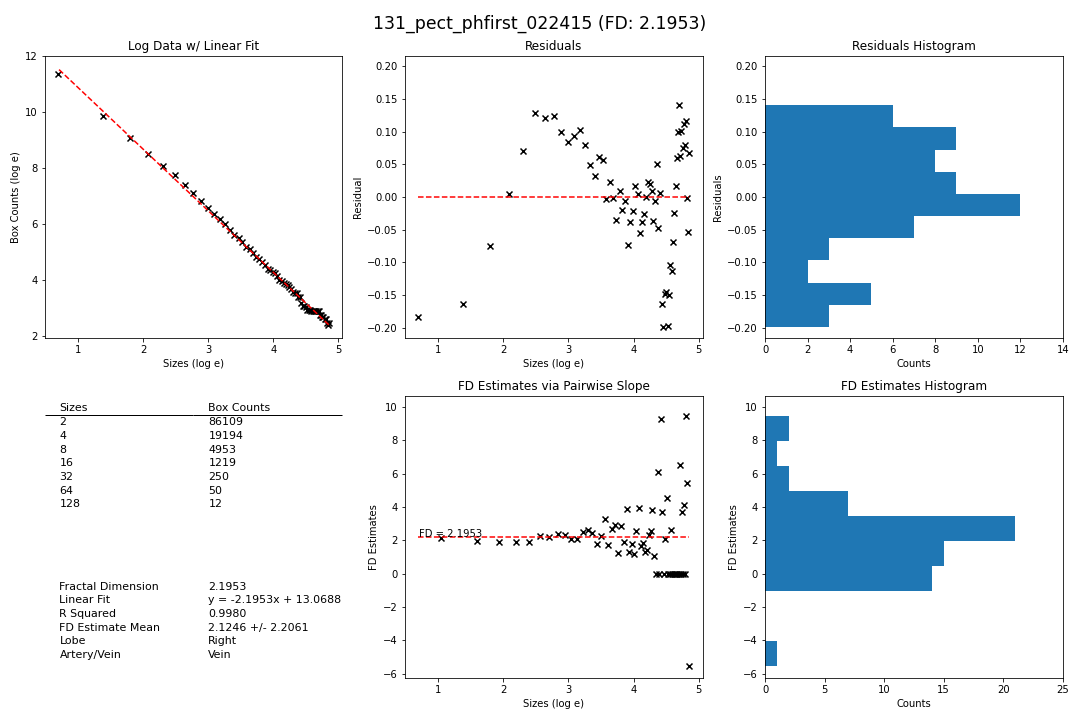 131_pect_phfirst_022415 (FD: 2.1953)
Log Data w/ Linear Fit
Box Counts (log e)
12
10
8
6
4
2
1 2 3 4 5
Sizes (log e)
Residuals
Residual
0.20
0.15
0.10
0.05
0.00
−0.05
−0.10
−0.15
−0.20
1 2 3 4 5
Sizes (log e)
Residuals Histogram
Residuals
0.20
0.15
0.10
0.05
0.00
−0.05
−0.10
−0.15
−0.20
0 2 4 6 8 10 12 14
Counts
Sizes Box Counts
2 86109
4 19194
8 4953
16 1219
32 250
64 50
128 12
Fractal Dimension 2.1953
Linear Fit y = -2.1953x + 13.0688
R Squared 0.9980
FD Estimate Mean 2.1246 +/- 2.2061
Lobe Right
Artery/Vein Vein
FD Estimates via Pairwise Slope
FD Estimates
10
8
6
4
2
0
−2
−4
−6
FD = 2.1953
1 2 3 4 5
Sizes (log e)
FD Estimates Histogram
FD Estimates
10
8
6
4
2
0
−2
−4
−6
0 5 10 15 20 25
Counts